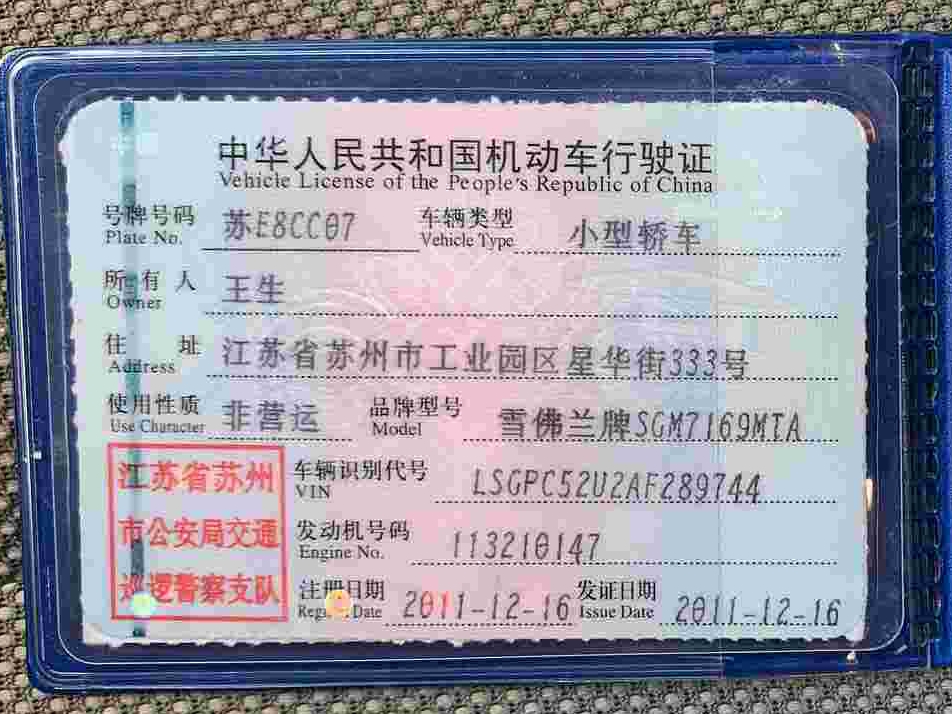 中华人民共和国机动车行驶证
Vehicle License of the People's Republic of China
号牌号码 苏E8CC07 车辆类型 小型轿车
Plate No. Vehicle Type
所有人 王生
Owner
住址 江苏省苏州市工业园区星华街333号
Address
使用性质 非营运 品牌型号 雪佛兰牌SGM7169MTA
Use Character Model
江苏省苏州
市公安局交通
巡逻警察支队
车辆识别代号 LSGPC52U2AF289744
VIN
发动机号码 113210147
Engine No.
注册日期 2011-12-16 发证日期 2011-12-16
Date Issue Date